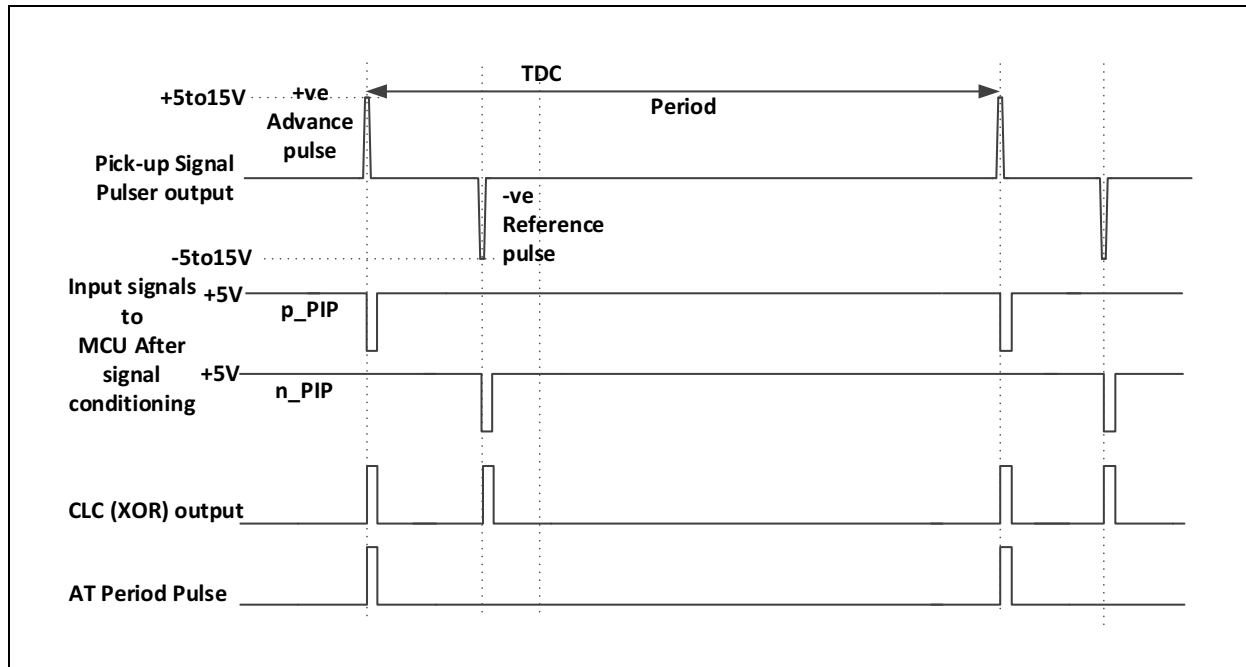 TDC
+5to15V
+ve
Advance
pulse
Period
Pick-up Signal
Pulser output
-ve
Reference
pulse
-5to15V
Input signals
to
MCU After
signal
conditioning
+5V
p_PIP
+5V
n_PIP
CLC (XOR) output
AT Period Pulse